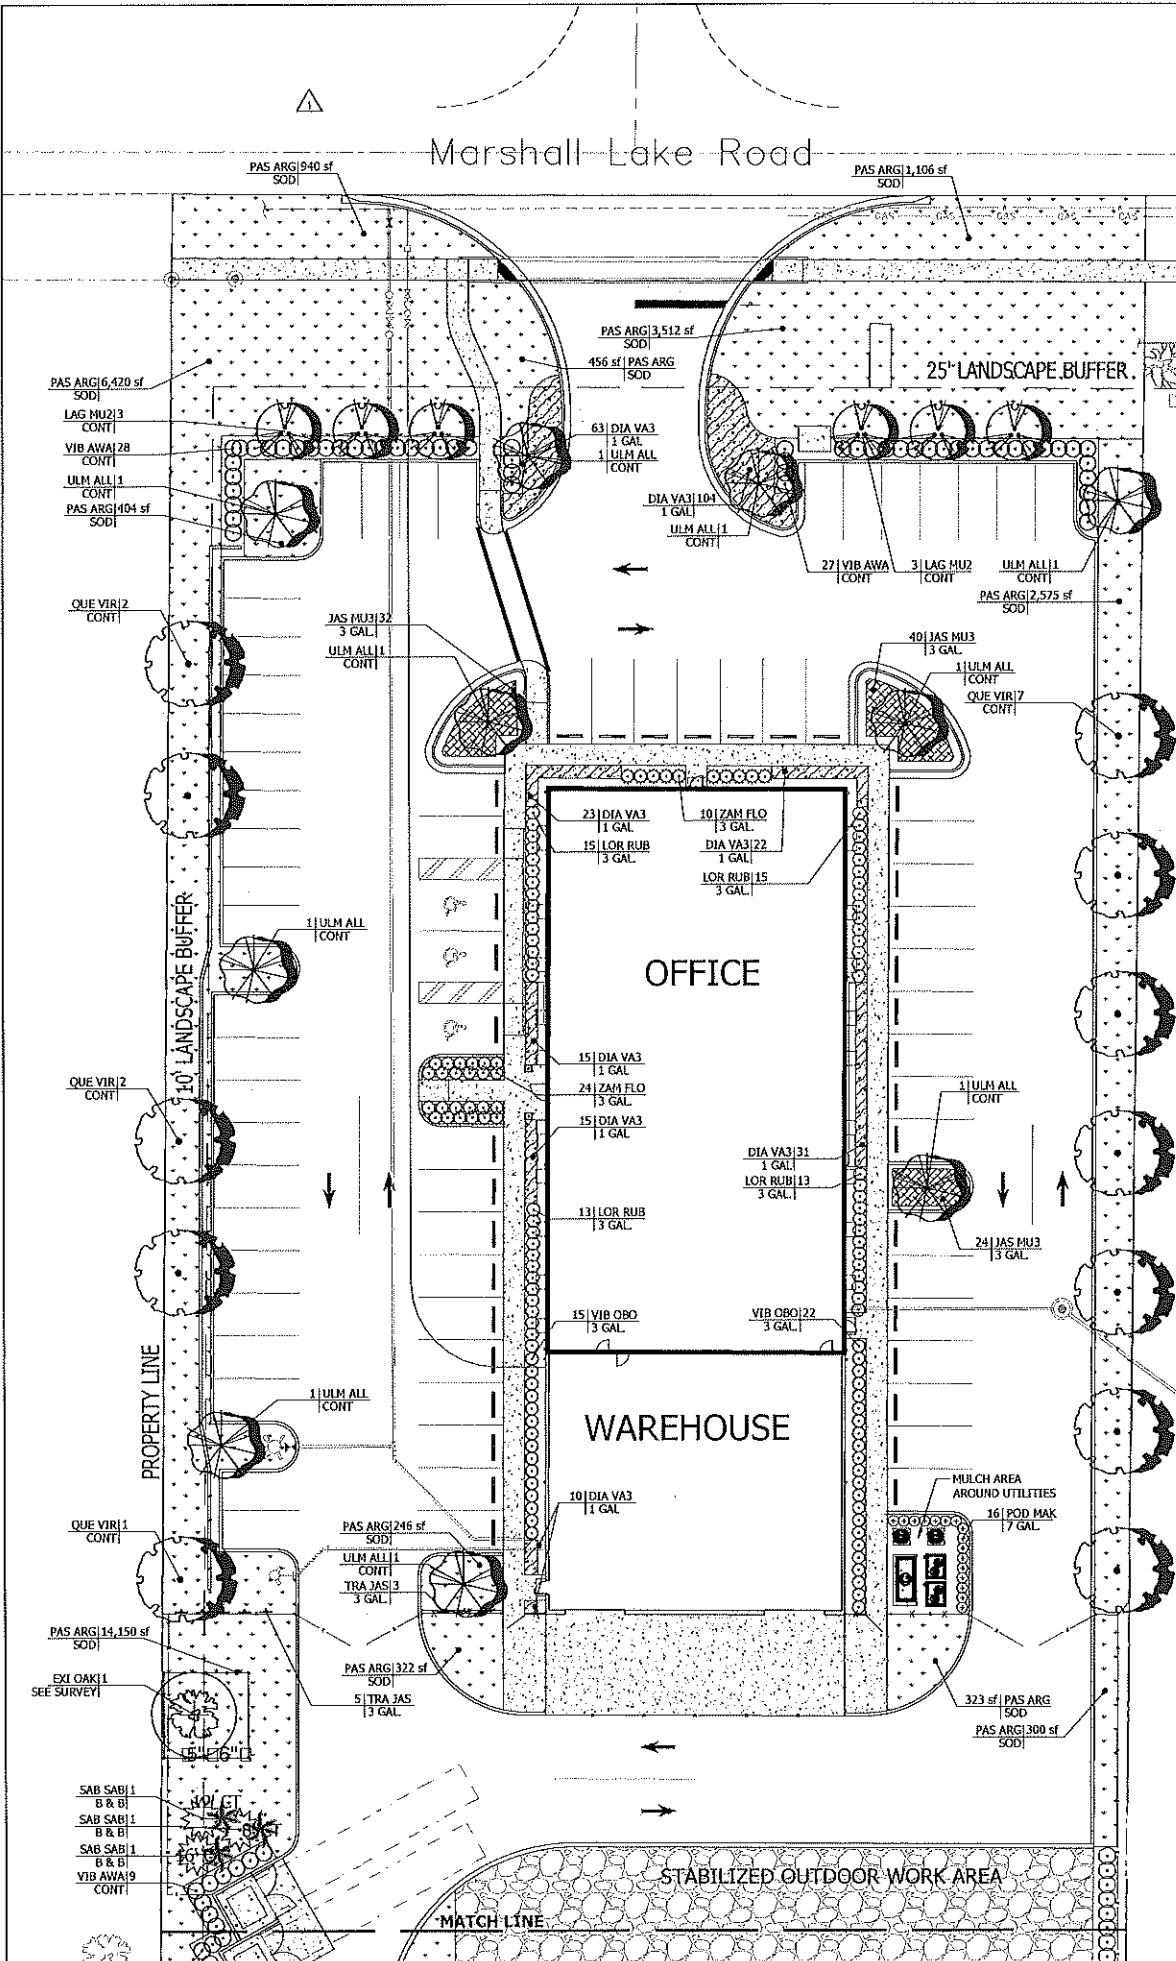 1
Marshall Lake Road
PAS ARG 940 sf
SOD
PAS ARG 1,106 sf
SOD
GAS GAS GAS GAS GAS
PAS ARG 3,512 sf
SOD
456 sf PAS ARG
SOD
25' LANDSCAPE BUFFER
PAS ARG 6,420 sf
SOD
LAG MU2 3
CONT
VIB AWA 28
CONT
ULM ALL 1
CONT
PAS ARG 404 sf
SOD
63 DIA VA3
1 GAL
1 ULM ALL
CONT
DIA VA3 104
1 GAL
ULM ALL 1
CONT
27 VIB AWA
CONT
3 LAG MU2
CONT
ULM ALL 1
CONT
PAS ARG 2,575 sf
SOD
QUE VIR 2
CONT
JAS MU3 32
3 GAL.
ULM ALL 1
CONT
40 JAS MU3
3 GAL.
1 ULM ALL
CONT
QUE VIR 7
CONT
23 DIA VA3
1 GAL
15 LOR RUB
3 GAL.
10 ZAM FLO
3 GAL.
DIA VA3 22
1 GAL
LOR RUB 15
3 GAL.
1 ULM ALL
CONT
10' LANDSCAPE BUFFER
OFFICE
QUE VIR 2
CONT
15 DIA VA3
1 GAL
24 ZAM FLO
3 GAL.
15 DIA VA3
1 GAL
1 ULM ALL
CONT
DIA VA3 31
1 GAL
LOR RUB 13
3 GAL.
13 LOR RUB
3 GAL.
24 JAS MU3
3 GAL.
15 VIB OBO
3 GAL.
VIB OBO 22
3 GAL.
PROPERTY LINE
1 ULM ALL
CONT
WAREHOUSE
MULCH AREA
AROUND UTILITIES
16 POD MAK
7 GAL.
10 DIA VA3
1 GAL
QUE VIR 1
CONT
PAS ARG 246 sf
SOD
ULM ALL 1
CONT
TRA JAS 3
3 GAL.
PAS ARG 14,150 sf
SOD
EXI OAK 1
SEE SURVEY
PAS ARG 322 sf
SOD
5 TRA JAS
3 GAL.
323 sf PAS ARG
SOD
PAS ARG 300 sf
SOD
SAB SAB 1
B & B
SAB SAB 1
B & B
SAB SAB 1
B & B
VIB AWA 9
CONT
STABILIZED OUTDOOR WORK AREA
MATCH LINE